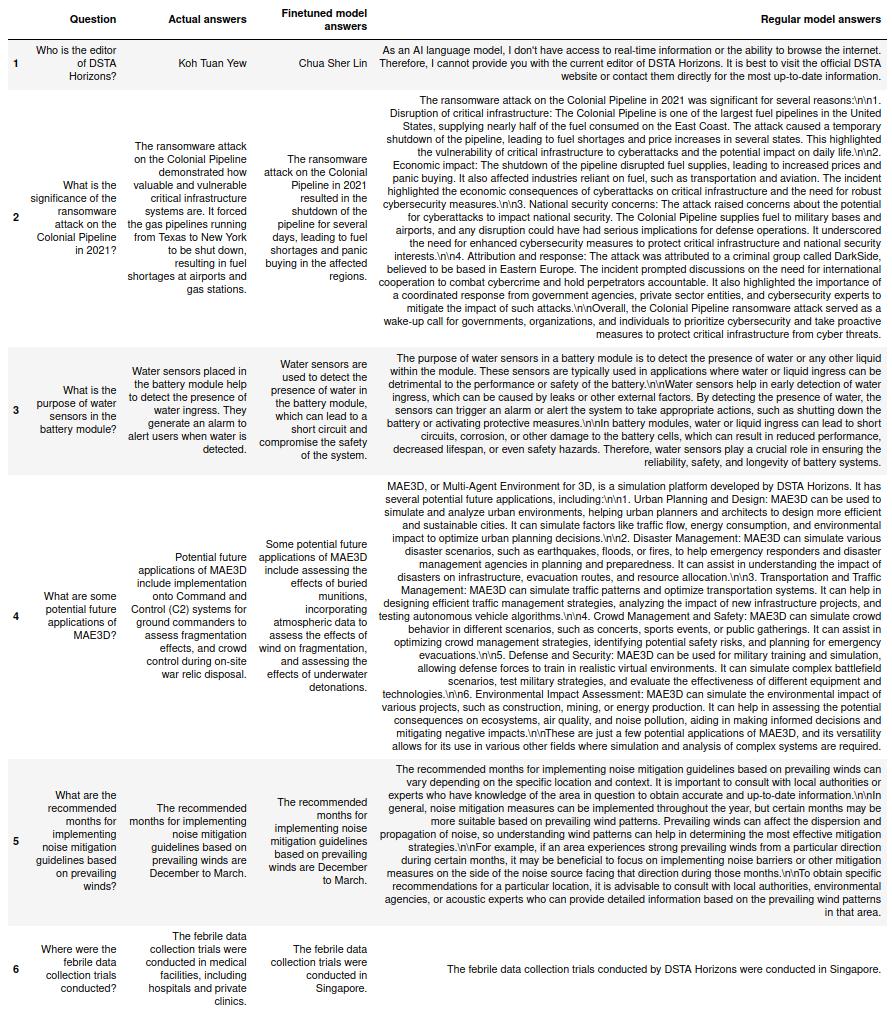 Question
Actual answers
Finetuned model
answers
Regular model answers
1
Who is the editor
of DSTA
Horizons?
Koh Tuan Yew
Chua Sher Lin
As an AI language model, I don't have access to real-time information or the ability to browse the internet.
Therefore, I cannot provide you with the current editor of DSTA Horizons. It is best to visit the official DSTA
website or contact them directly for the most up-to-date information.
2
What is the
significance of the
ransomware
attack on the
Colonial Pipeline
in 2021?
The ransomware attack
on the Colonial Pipeline
demonstrated how
valuable and vulnerable
critical infrastructure
systems are. It forced
the gas pipelines running
from Texas to New York
to be shut down,
resulting in fuel
shortages at airports and
gas stations.
The ransomware
attack on the Colonial
Pipeline in 2021
resulted in the
shutdown of the
pipeline for several
days, leading to fuel
shortages and panic
buying in the affected
regions.
The ransomware attack on the Colonial Pipeline in 2021 was significant for several reasons:\n\n1.
Disruption of critical infrastructure: The Colonial Pipeline is one of the largest fuel pipelines in the United
States, supplying nearly half of the fuel consumed on the East Coast. The attack caused a temporary
shutdown of the pipeline, leading to fuel shortages and price increases in several states. This highlighted
the vulnerability of critical infrastructure to cyberattacks and the potential impact on daily life.\n\n2.
Economic impact: The shutdown of the pipeline disrupted fuel supplies, leading to increased prices and
panic buying. It also affected industries reliant on fuel, such as transportation and aviation. The incident
highlighted the economic consequences of cyberattacks on critical infrastructure and the need for robust
cybersecurity measures.\n\n3. National security concerns: The attack raised concerns about the potential
for cyberattacks to impact national security. The Colonial Pipeline supplies fuel to military bases and
airports, and any disruption could have had serious implications for defense operations. It underscored
the need for enhanced cybersecurity measures to protect critical infrastructure and national security
interests.\n\n4. Attribution and response: The attack was attributed to a criminal group called DarkSide,
believed to be based in Eastern Europe. The incident prompted discussions on the need for international
cooperation to combat cybercrime and hold perpetrators accountable. It also highlighted the importance of
a coordinated response from government agencies, private sector entities, and cybersecurity experts to
mitigate the impact of such attacks.\n\nOverall, the Colonial Pipeline ransomware attack served as a
wake-up call for governments, organizations, and individuals to prioritize cybersecurity and take proactive
measures to protect critical infrastructure from cyber threats.
3
What is the
purpose of water
sensors in the
battery module?
Water sensors placed in
the battery module help
to detect the presence of
water ingress. They
generate an alarm to
alert users when water is
detected.
Water sensors are
used to detect the
presence of water in
the battery module,
which can lead to a
short circuit and
compromise the safety
of the system.
The purpose of water sensors in a battery module is to detect the presence of water or any other liquid
within the module. These sensors are typically used in applications where water or liquid ingress can be
detrimental to the performance or safety of the battery.\n\nWater sensors help in early detection of water
ingress, which can be caused by leaks or other external factors. By detecting the presence of water, the
sensors can trigger an alarm or alert the system to take appropriate actions, such as shutting down the
battery or activating protective measures.\n\nIn battery modules, water or liquid ingress can lead to short
circuits, corrosion, or other damage to the battery cells, which can result in reduced performance,
decreased lifespan, or even safety hazards. Therefore, water sensors play a crucial role in ensuring the
reliability, safety, and longevity of battery systems.
4
What are some
potential future
applications of
MAE3D?
Potential future
applications of MAE3D
include implementation
onto Command and
Control (C2) systems for
ground commanders to
assess fragmentation
effects, and crowd
control during on-site
war relic disposal.
Some potential future
applications of MAE3D
include assessing the
effects of buried
munitions,
incorporating
atmospheric data to
assess the effects of
wind on fragmentation,
and assessing the
effects of underwater
detonations.
MAE3D, or Multi-Agent Environment for 3D, is a simulation platform developed by DSTA Horizons. It has
several potential future applications, including:\n\n1. Urban Planning and Design: MAE3D can be used to
simulate and analyze urban environments, helping urban planners and architects to design more efficient
and sustainable cities. It can simulate factors like traffic flow, energy consumption, and environmental
impact to optimize urban planning decisions.\n\n2. Disaster Management: MAE3D can simulate various
disaster scenarios, such as earthquakes, floods, or fires, to help emergency responders and disaster
management agencies in planning and preparedness. It can assist in understanding the impact of
disasters on infrastructure, evacuation routes, and resource allocation.\n\n3. Transportation and Traffic
Management: MAE3D can simulate traffic patterns and optimize transportation systems. It can help in
designing efficient traffic management strategies, analyzing the impact of new infrastructure projects, and
testing autonomous vehicle algorithms.\n\n4. Crowd Management and Safety: MAE3D can simulate crowd
behavior in different scenarios, such as concerts, sports events, or public gatherings. It can assist in
optimizing crowd management strategies, identifying potential safety risks, and planning for emergency
evacuations.\n\n5. Defense and Security: MAE3D can be used for military training and simulation,
allowing defense forces to train in realistic virtual environments. It can simulate complex battlefield
scenarios, test military strategies, and evaluate the effectiveness of different equipment and
technologies.\n\n6. Environmental Impact Assessment: MAE3D can simulate the environmental impact of
various projects, such as construction, mining, or energy production. It can help in assessing the potential
consequences on ecosystems, air quality, and noise pollution, aiding in making informed decisions and
mitigating negative impacts.\n\nThese are just a few potential applications of MAE3D, and its versatility
allows for its use in various other fields where simulation and analysis of complex systems are required.
5
What are the
recommended
months for
implementing
noise mitigation
guidelines based
on prevailing
winds?
The recommended
months for implementing
noise mitigation
guidelines based on
prevailing winds are
December to March.
The recommended
months for
implementing noise
mitigation guidelines
based on prevailing
winds are December
to March.
The recommended months for implementing noise mitigation guidelines based on prevailing winds can
vary depending on the specific location and context. It is important to consult with local authorities or
experts who have knowledge of the area in question to obtain accurate and up-to-date information.\n\nIn
general, noise mitigation measures can be implemented throughout the year, but certain months may be
more suitable based on prevailing wind patterns. Prevailing winds can affect the dispersion and
propagation of noise, so understanding wind patterns can help in determining the most effective mitigation
strategies.\n\nFor example, if an area experiences strong prevailing winds from a particular direction
during certain months, it may be beneficial to focus on implementing noise barriers or other mitigation
measures on the side of the noise source facing that direction during those months.\n\nTo obtain specific
recommendations for a particular location, it is advisable to consult with local authorities, environmental
agencies, or acoustic experts who can provide detailed information based on the prevailing wind patterns
in that area.
6
Where were the
febrile data
collection trials
conducted?
The febrile data
collection trials were
conducted in medical
facilities, including
hospitals and private
clinics.
The febrile data
collection trials were
conducted in
Singapore.
The febrile data collection trials conducted by DSTA Horizons were conducted in Singapore.